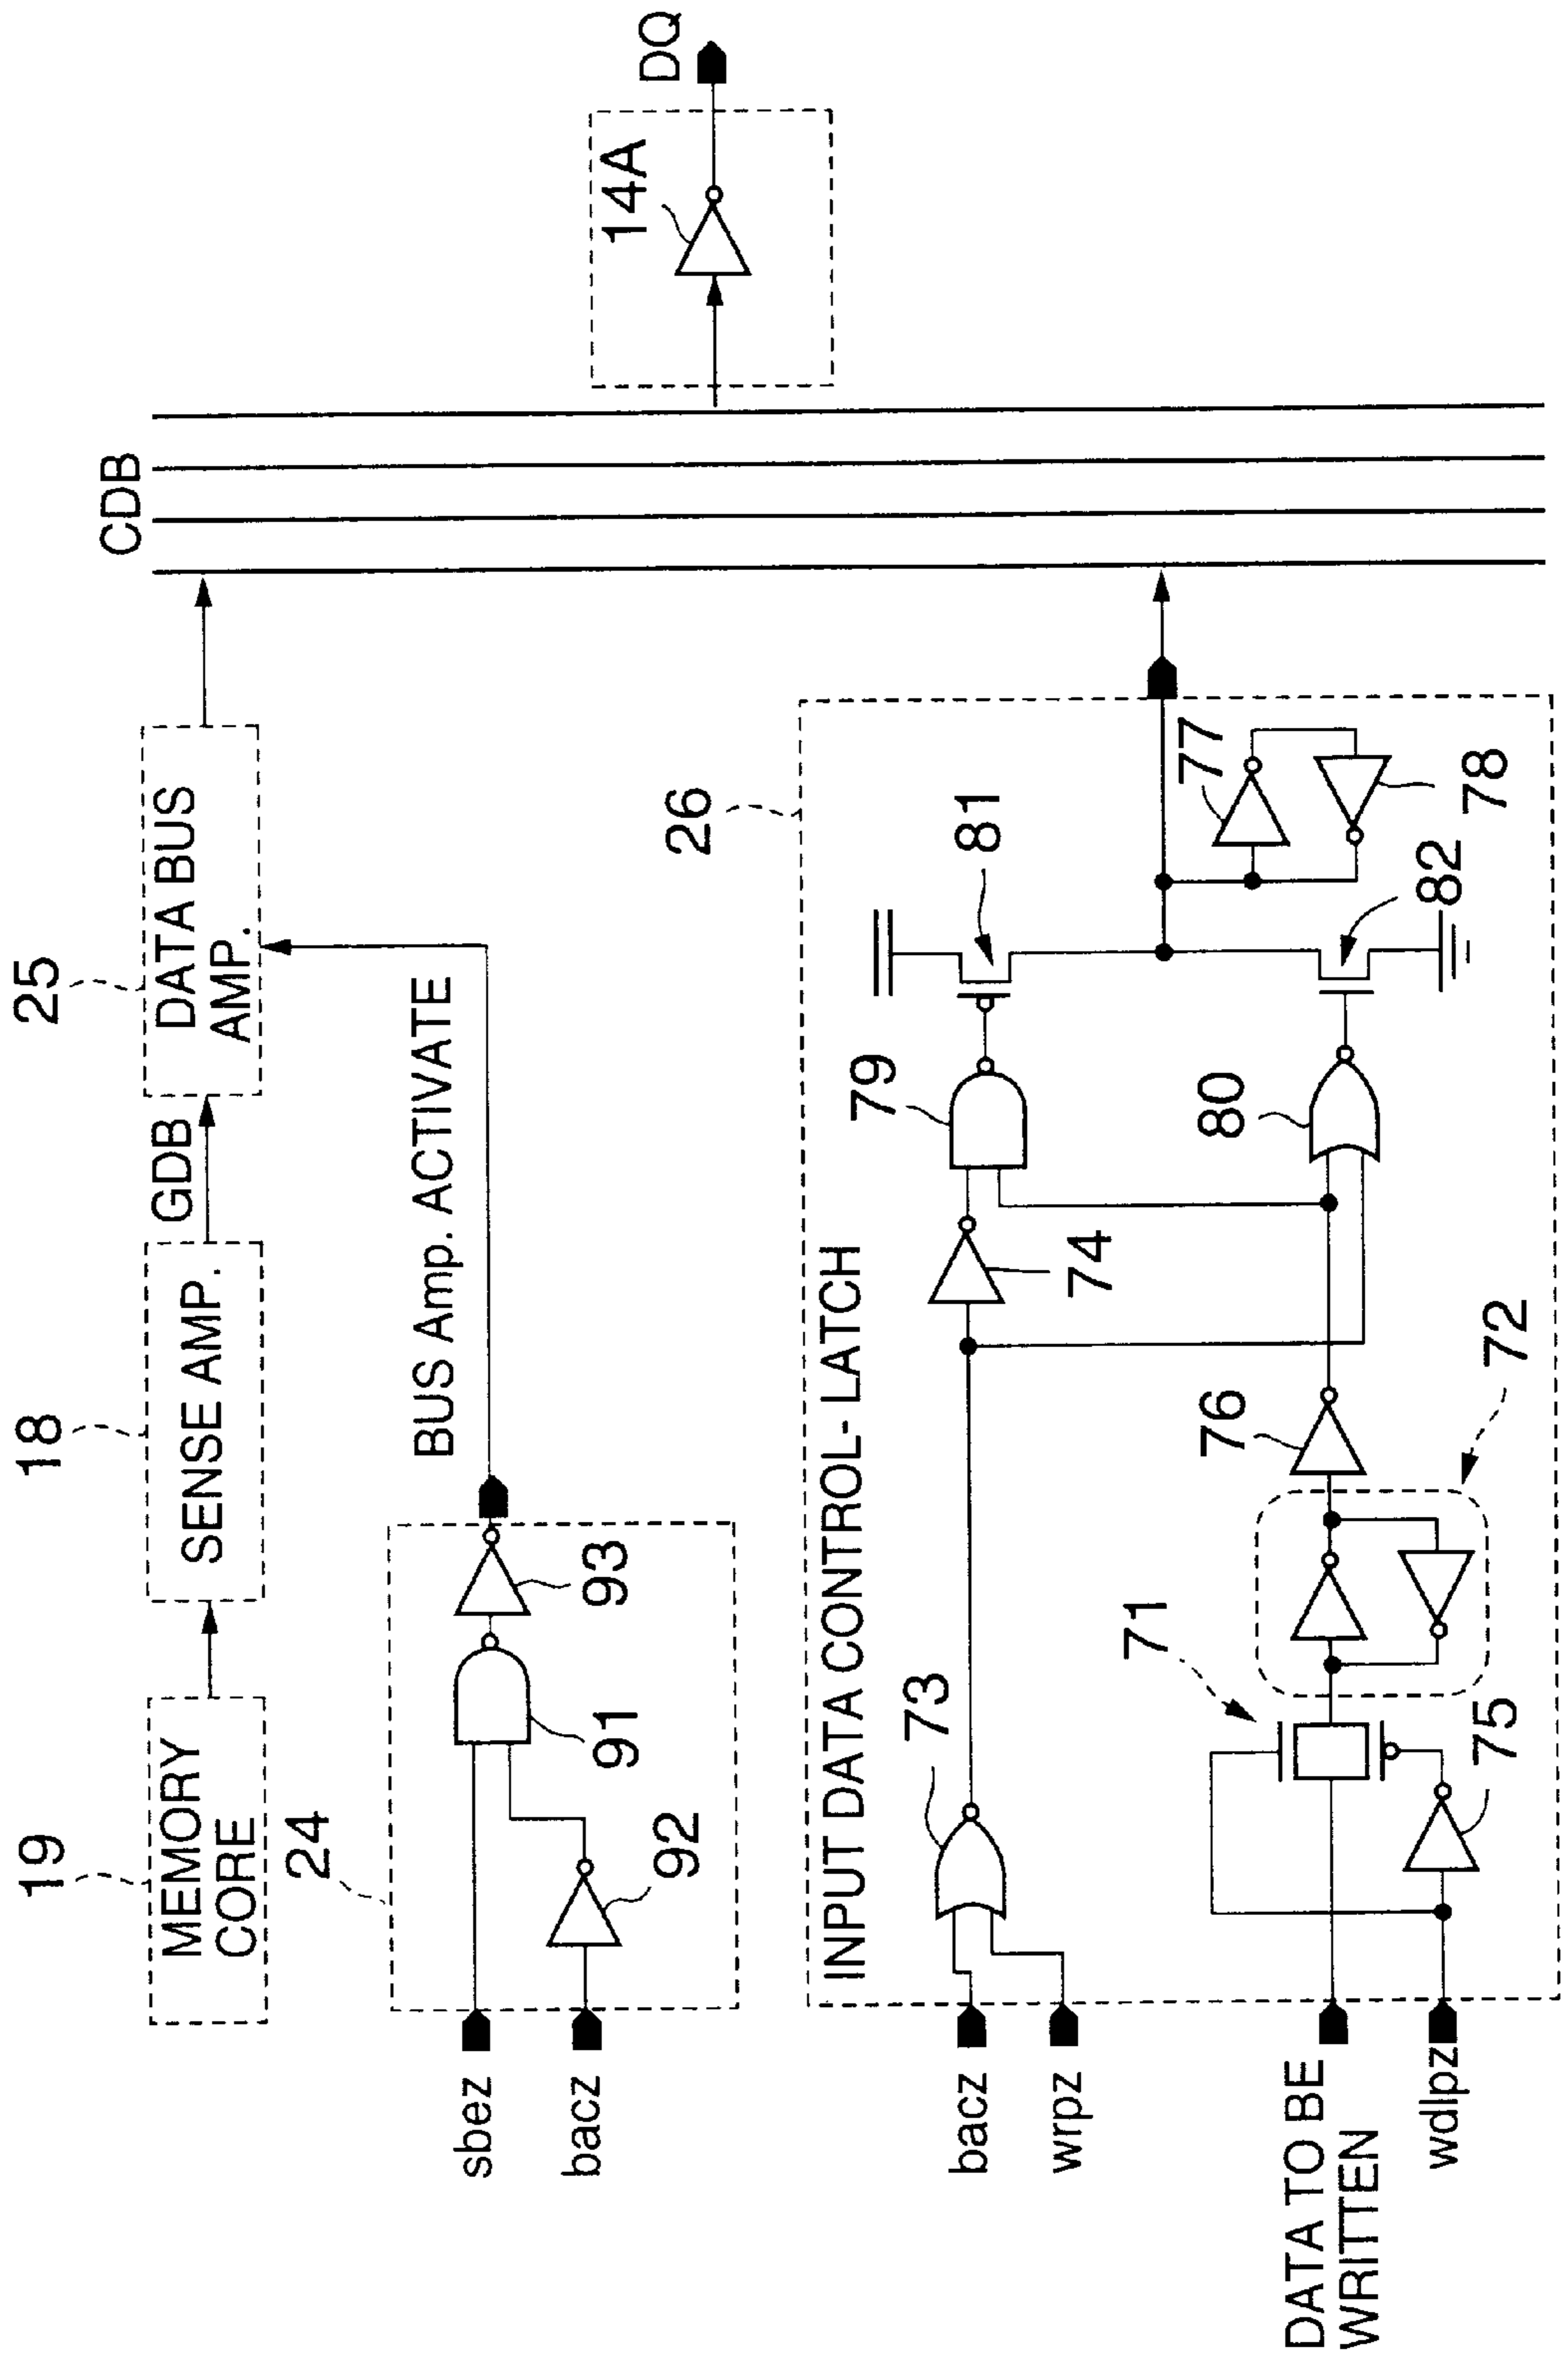 19
MEMORY
CORE
18
SENSE AMP.
GDB
25
DATA BUS
AMP.
CDB
24
sbez
bacz
91
92
93
BUS Amp. ACTIVATE
14A
DQ
26
INPUT DATA CONTROL- LATCH
bacz
wrpz
73
74
79
81
77
78
82
80
76
72
71
75
DATA TO BE
WRITTEN
wdlpz